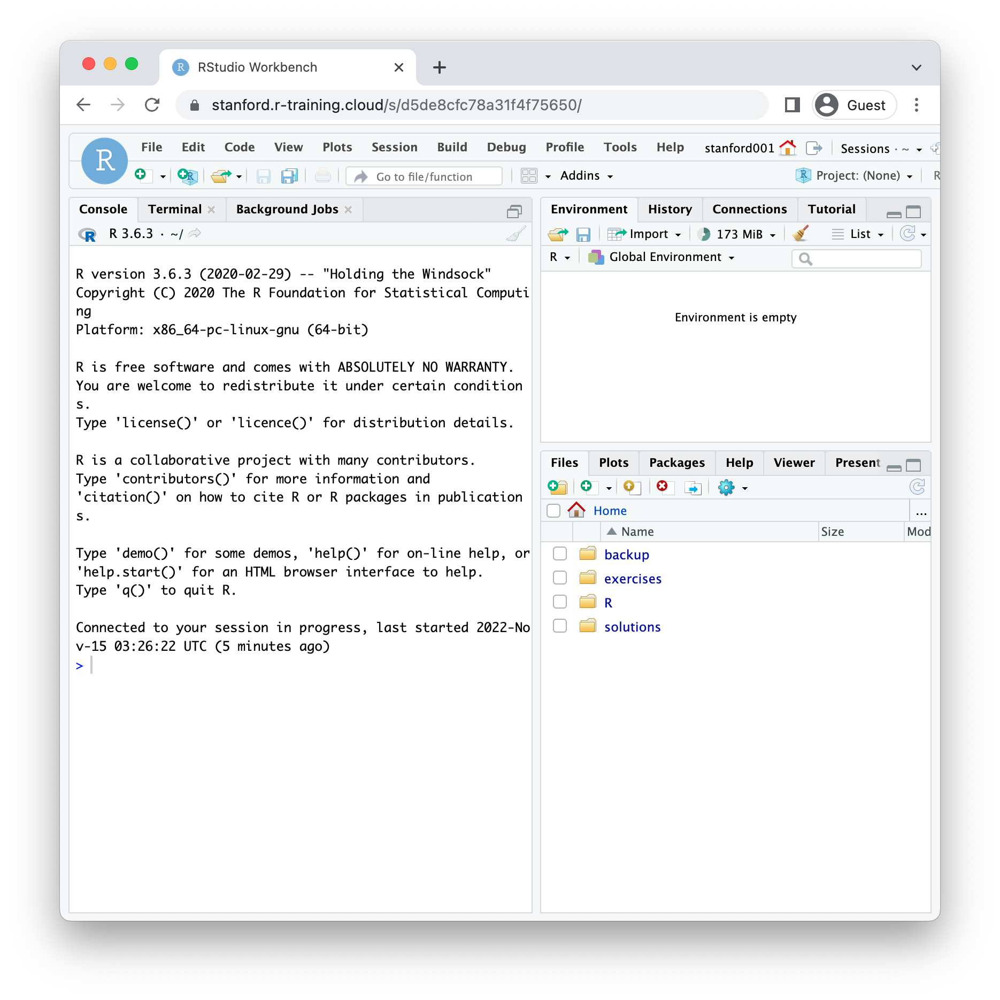 RStudio Workbench
stanford.r-training.cloud/s/d5de8cfc78a31f4f75650/
Guest
R
File Edit Code View Plots Session Build Debug Profile Tools Help stanford001 Sessions · ~
Go to file/function Addins Project: (None) R
Console Terminal Background Jobs
R 3.6.3 · ~/
R version 3.6.3 (2020-02-29) -- "Holding the Windsock"
Copyright (C) 2020 The R Foundation for Statistical Computi
ng
Platform: x86_64-pc-linux-gnu (64-bit)
R is free software and comes with ABSOLUTELY NO WARRANTY.
You are welcome to redistribute it under certain condition
s.
Type 'license()' or 'licence()' for distribution details.
R is a collaborative project with many contributors.
Type 'contributors()' for more information and
'citation()' on how to cite R or R packages in publication
s.
Type 'demo()' for some demos, 'help()' for on-line help, or
'help.start()' for an HTML browser interface to help.
Type 'q()' to quit R.
Connected to your session in progress, last started 2022-No
v-15 03:26:22 UTC (5 minutes ago)
>
Environment History Connections Tutorial
Import 173 MiB List
R Global Environment
Environment is empty
Files Plots Packages Help Viewer Present
Home ...
Name Size Mod
backup
exercises
R
solutions